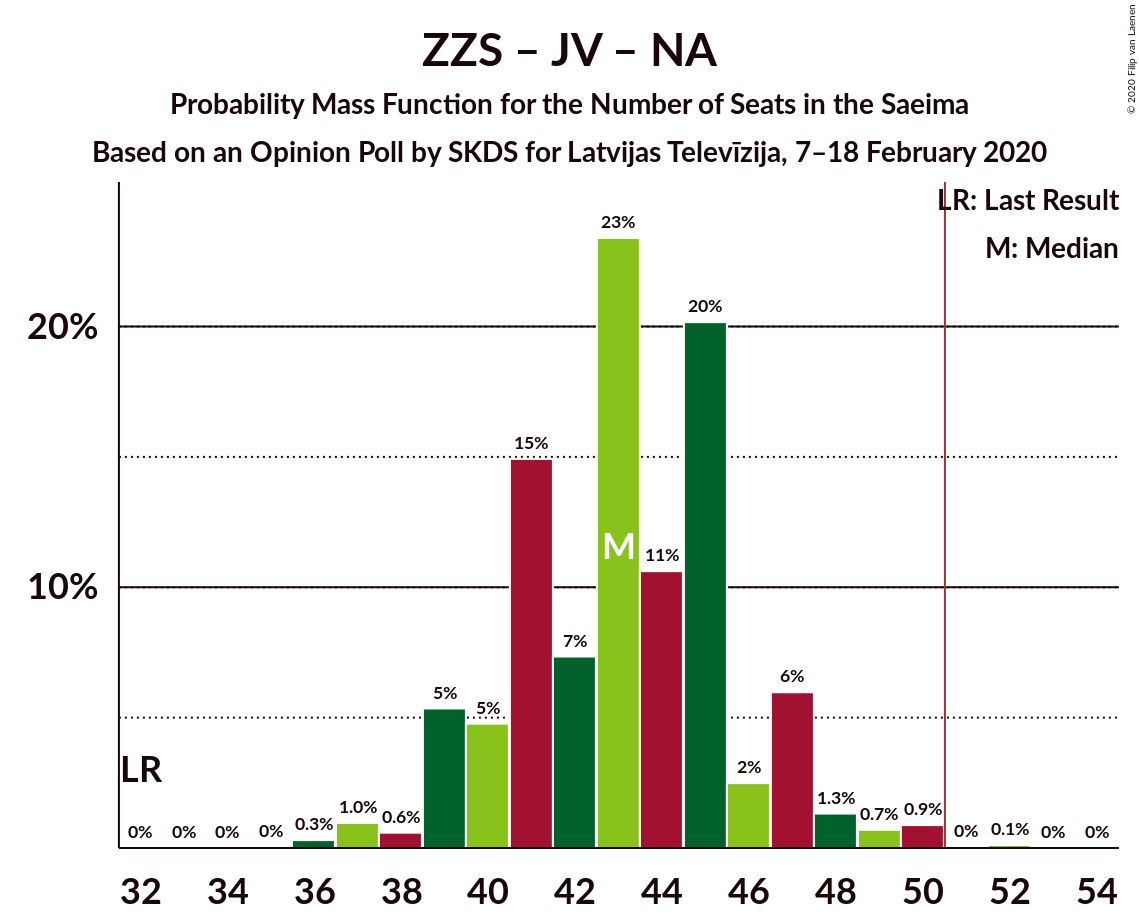 ZZS – JV – NA
Probability Mass Function for the Number of Seats in the Saeima
Based on an Opinion Poll by SKDS for Latvijas Televīzija, 7–18 February 2020
© 2020 Filip van Laenen
LR: Last Result
M: Median
20%
10%
LR
0%
0%
0%
0%
0.3%
1.0%
0.6%
5%
5%
15%
7%
23%
M
11%
20%
2%
6%
1.3%
0.7%
0.9%
0%
0.1%
0%
0%
32 34 36 38 40 42 44 46 48 50 52 54